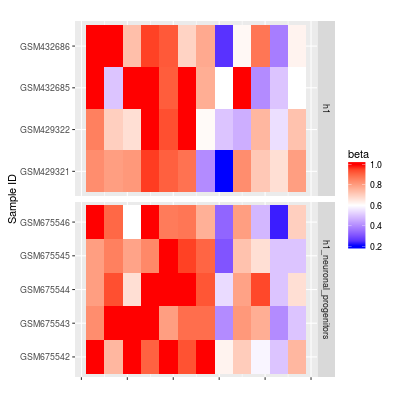 GSM432686
GSM432685
GSM429322
GSM429321
h1
GSM675546
GSM675545
GSM675544
GSM675543
GSM675542
h1_neuronal_progenitors
Sample ID
beta
1.0
0.8
0.6
0.4
0.2